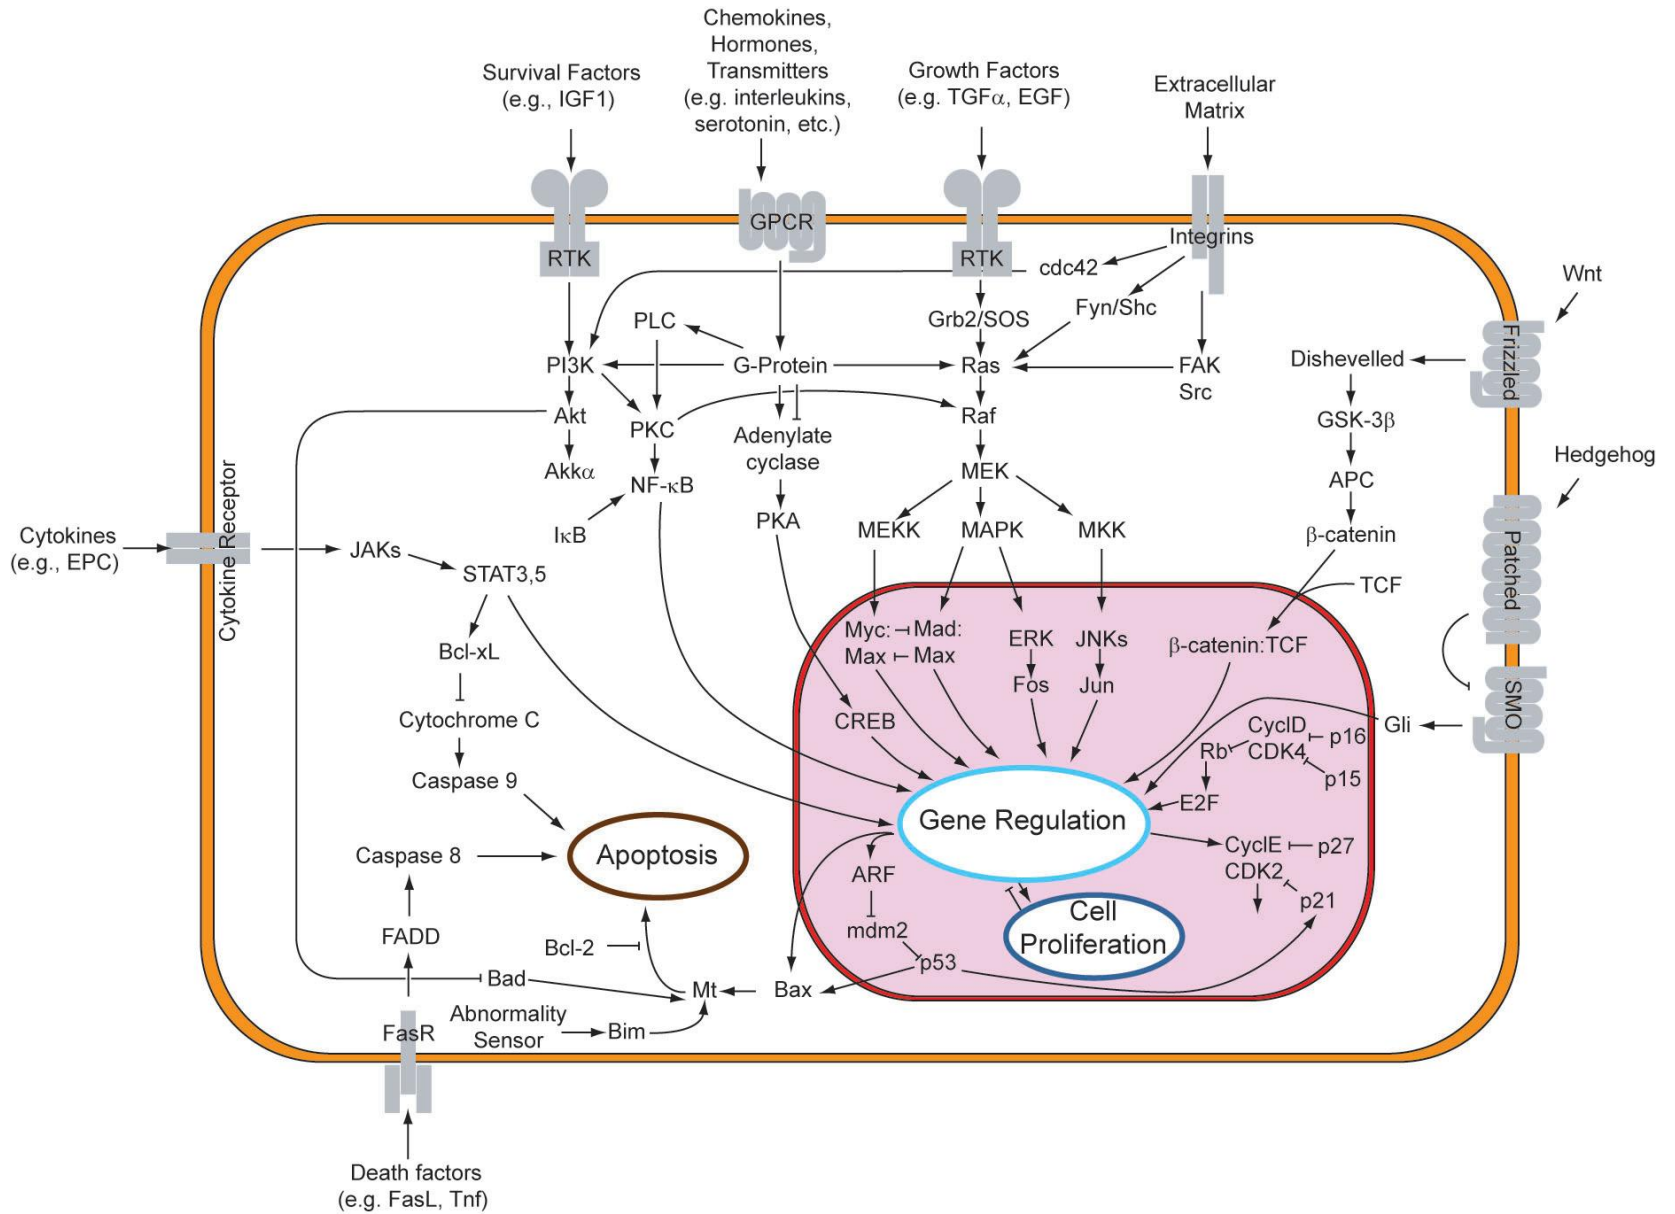 Chemokines,
Hormones,
Transmitters
(e.g. interleukins,
serotonin, etc.)
Survival Factors
(e.g., IGF1)
Growth Factors
(e.g. TGFα, EGF)
Extracellular
Matrix
GPCR
RTK
RTK
Integrins
cdc42
Wnt
Fyn/Shc
PLC
Grb2/SOS
Frizzled
Dishevelled
PI3K
G-Protein
Ras
FAK
Src
Akt
PKC
Raf
GSK-3β
Adenylate
cyclase
Akkα
NF-κB
MEK
APC
Hedgehog
PKA
IκB
MEKK
MAPK
MKK
β-catenin
Patched
Cytokines
(e.g., EPC)
Cytokine Receptor
JAKs
STAT3,5
TCF
Myc:
Mad:
Max
Max
ERK
JNKs
β-catenin:TCF
Bcl-xL
Fos
Jun
SMO
Cytochrome C
CREB
Gli
CyclD
CDK4
p16
Rb
p15
Caspase 9
E2F
Gene Regulation
Caspase 8
Apoptosis
CyclE
CDK2
p27
ARF
p21
Cell
Proliferation
FADD
Bcl-2
mdm2
p53
Bad
Mt
Bax
Abnormality
Sensor
Bim
FasR
Death factors
(e.g. FasL, Tnf)